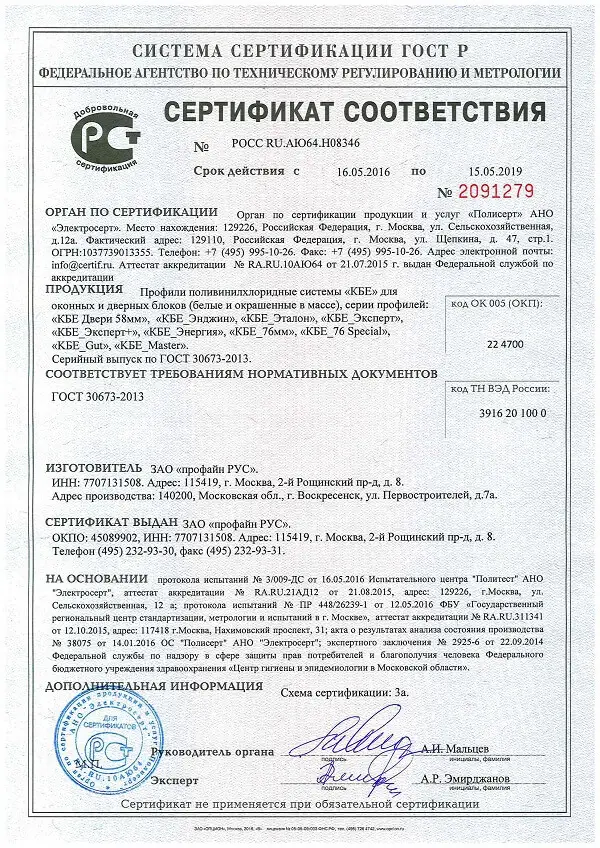 СИСТЕМА СЕРТИФИКАЦИИ ГОСТ Р
ФЕДЕРАЛЬНОЕ АГЕНТСТВО ПО ТЕХНИЧЕСКОМУ РЕГУЛИРОВАНИЮ И МЕТРОЛОГИИ
Добровольная
РСТ
сертификация
СЕРТИФИКАТ СООТВЕТСТВИЯ
№ РОСС RU.АЮ64.Н08346
Срок действия с 16.05.2016 по 15.05.2019
№ 2091279
ОРГАН ПО СЕРТИФИКАЦИИ Орган по сертификации продукции и услуг «Полисерт» АНО
«Электросерт». Место нахождения: 129226, Российская Федерация, г. Москва, ул. Сельскохозяйственная,
д.12а. Фактический адрес: 129110, Российская Федерация, г. Москва, ул. Щепкина, д. 47, стр.1.
ОГРН:1037739013355. Телефон: +7 (495) 995-10-26. Факс: +7 (495) 995-10-26. Адрес электронной почты:
info@certif.ru. Аттестат аккредитации № RA.RU.10АЮ64 от 21.07.2015 г. выдан Федеральной службой по
аккредитации
ПРОДУКЦИЯ Профили поливинилхлоридные системы «КБЕ» для
оконных и дверных блоков (белые и окрашенные в массе), серии профилей:
«КБЕ Двери 58мм», «КБЕ_Энджин», «КБЕ_Эталон», «КБЕ_Эксперт»,
«КБЕ_Эксперт+», «КБЕ_Энергия», «КБЕ_76мм», «КБЕ_76 Special»,
«КБЕ_Gut», «КБЕ_Master».
Серийный выпуск по ГОСТ 30673-2013.
код ОК 005 (ОКП):
22 4700
СООТВЕТСТВУЕТ ТРЕБОВАНИЯМ НОРМАТИВНЫХ ДОКУМЕНТОВ
ГОСТ 30673-2013
код ТН ВЭД России:
3916 20 100 0
ИЗГОТОВИТЕЛЬ ЗАО «профайн РУС».
ИНН: 7707131508. Адрес: 115419, г. Москва, 2-й Рощинский пр-д, д. 8.
Адрес производства: 140200, Московская обл., г. Воскресенск, ул. Первостроителей, д.7а.
СЕРТИФИКАТ ВЫДАН ЗАО «профайн РУС».
ОКПО: 45089902, ИНН: 7707131508. Адрес: 115419, г. Москва, 2-й Рощинский пр-д, д. 8.
Телефон (495) 232-93-30, факс (495) 232-93-31.
НА ОСНОВАНИИ протокола испытаний № 3/009-ДС от 16.05.2016 Испытательного центра "Политест" АНО
"Электросерт", аттестат аккредитации № RA.RU.21АД12 от 21.08.2015, адрес: 129226, г.Москва, ул.
Сельскохозяйственная, 12 а; протокола испытаний № ПР 448/26239-1 от 12.05.2016 ФБУ «Государственный
региональный центр стандартизации, метрологии и испытаний в г. Москве», аттестат аккредитации № RA.RU.311341
от 12.10.2015, адрес: 117418 г.Москва, Нахимовский проспект, 31; акта о результатах анализа состояния производства
№ 38075 от 14.01.2016 ОС "Полисерт" АНО "Электросерт"; экспертного заключения № 2925-6 от 22.09.2014
Федеральной службы по надзору в сфере защиты прав потребителей и благополучия человека Федерального
бюджетного учреждения здравоохранения «Центр гигиены и эпидемиологии в Московской области».
ДОПОЛНИТЕЛЬНАЯ ИНФОРМАЦИЯ
Схема сертификации: 3а.
ДЛЯ
СЕРТИФИКАТОВ
М.П.
Руководитель органа
подпись
А.И. Мальцев
инициалы, фамилия
Эксперт
подпись
А.Р. Эмирджанов
инициалы, фамилия
Сертификат не применяется при обязательной сертификации